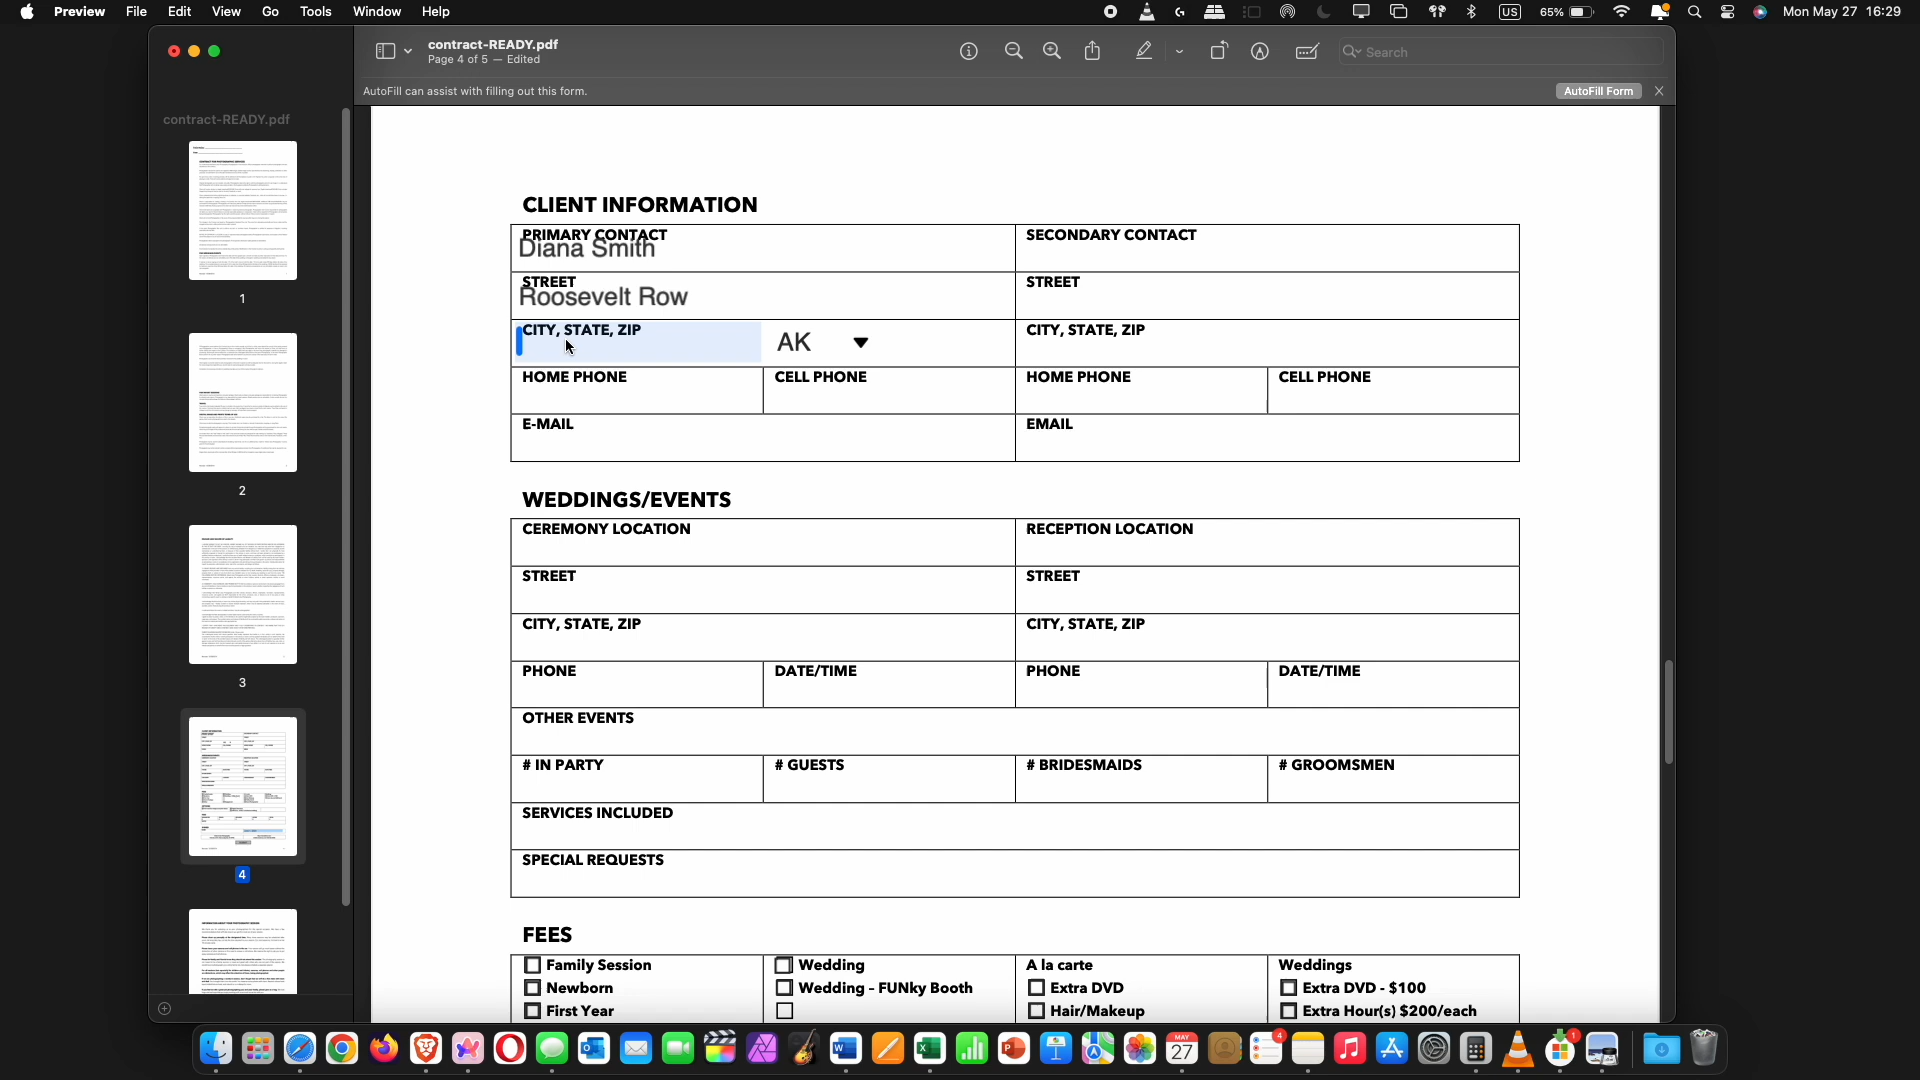 Preview File Edit View Go Tools Window Help US 65% Mon May 27 16:29
contract-READY.pdf
Page 4 of 5 — Edited
Search
AutoFill can assist with filling out this form.
AutoFill Form
contract-READY.pdf
1
2
3
4
CLIENT INFORMATION
PRIMARY CONTACT SECONDARY CONTACT
Diana Smith
STREET STREET
Roosevelt Row
CITY, STATE, ZIP AK CITY, STATE, ZIP
HOME PHONE CELL PHONE HOME PHONE CELL PHONE
E-MAIL EMAIL
WEDDINGS/EVENTS
CEREMONY LOCATION RECEPTION LOCATION
STREET STREET
CITY, STATE, ZIP CITY, STATE, ZIP
PHONE DATE/TIME PHONE DATE/TIME
OTHER EVENTS
# IN PARTY # GUESTS # BRIDESMAIDS # GROOMSMEN
SERVICES INCLUDED
SPECIAL REQUESTS
FEES
Family Session Wedding A la carte Weddings
Newborn Wedding - FUNky Booth Extra DVD Extra DVD - $100
First Year Hair/Makeup Extra Hour(s) $200/each
MAY
27
4
1